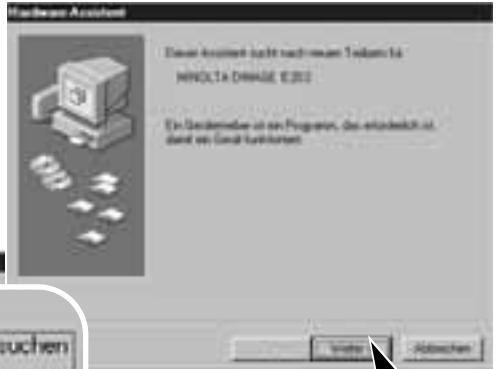 Hardware-Assistent
Dieser Assistent sucht nach neuen Treibern für
MINOLTA DIMAGE E203
Ein Gerätetreiber ist ein Programm, das erforderlich ist,
damit ein Gerät funktioniert.
Weiter
Abbrechen
suchen